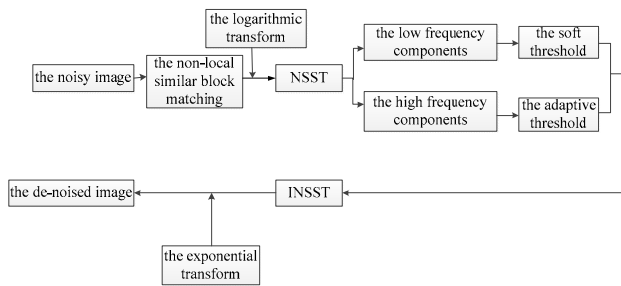 the logarithmic
transform
the noisy image
the non-local
similar block
matching
NSST
the low frequency
components
the soft
threshold
the high frequency
components
the adaptive
threshold
the de-noised image
INSST
the exponential
transform